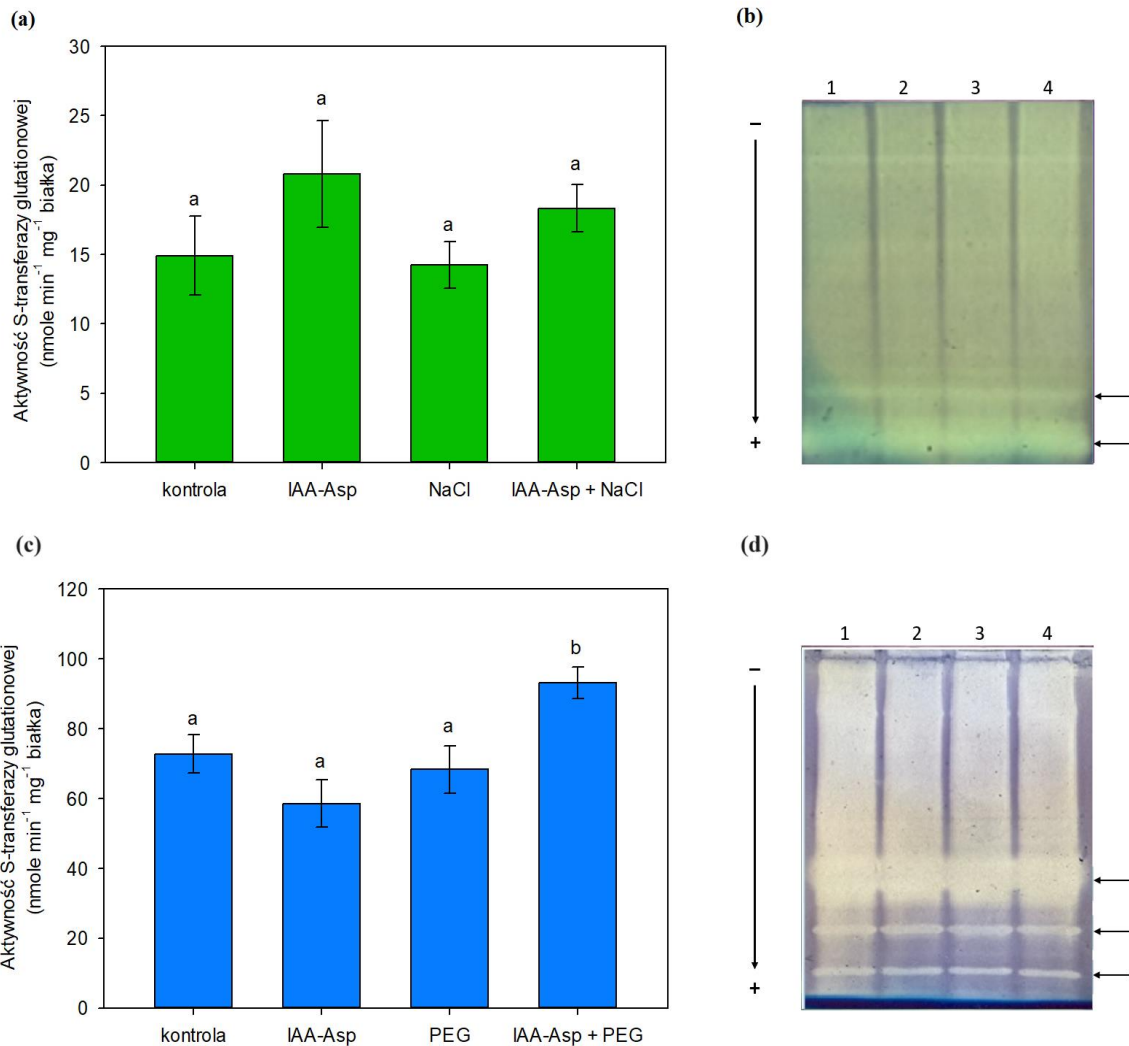 (a)
Aktywność S-transferazy glutationowej
(nmole min⁻¹ mg⁻¹ białka)
30
25
20
15
10
5
0
a
a
a
a
kontrola
IAA-Asp
NaCl
IAA-Asp + NaCl
(b)
1 2 3 4
–
+
(c)
Aktywność S-transferazy glutationowej
(nmole min⁻¹ mg⁻¹ białka)
120
100
80
60
40
20
0
a
a
a
b
kontrola
IAA-Asp
PEG
IAA-Asp + PEG
(d)
1 2 3 4
–
+